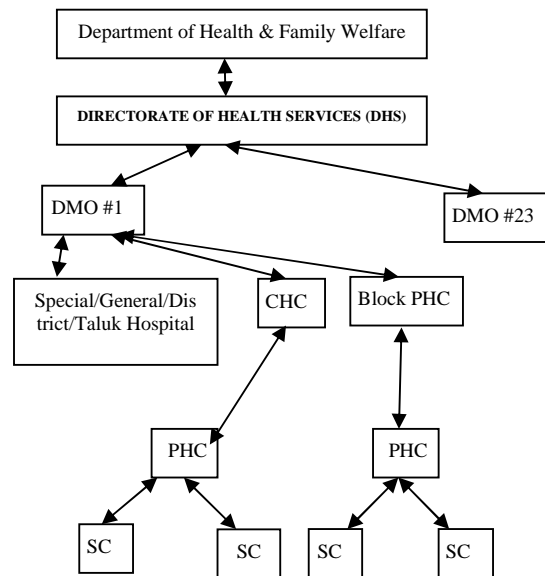 Department of Health & Family Welfare
DIRECTORATE OF HEALTH SERVICES (DHS)
DMO #1
DMO #23
Special/General/Dis
trict/Taluk Hospital
CHC
Block PHC
PHC
PHC
SC
SC
SC
SC